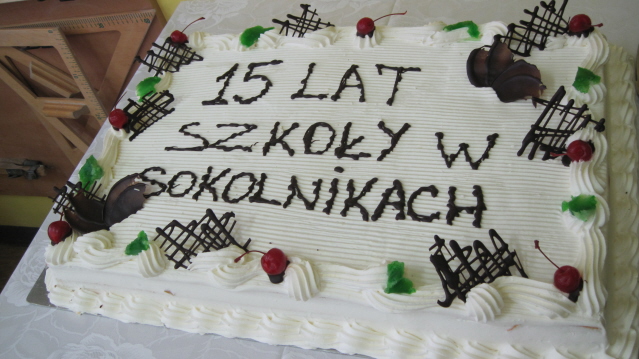 15 LAT
SZKOŁY W
SOKOLNiKACH